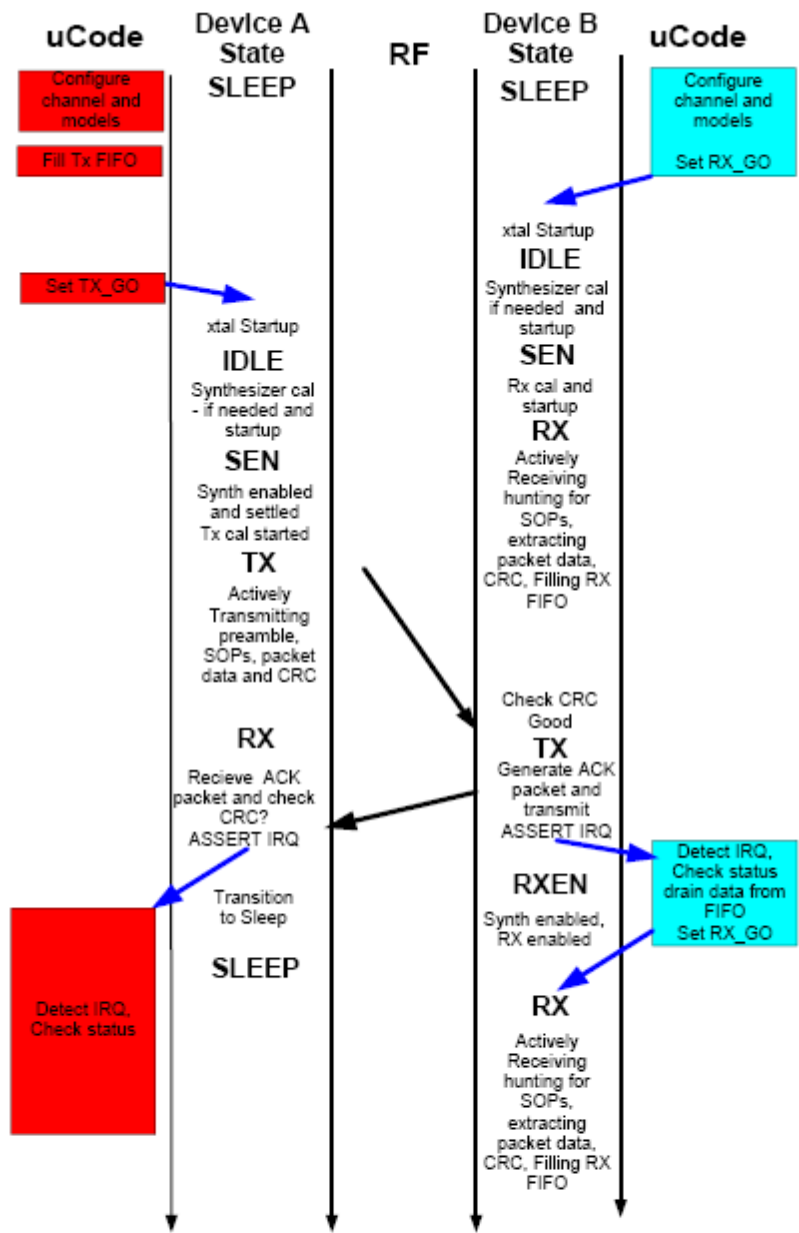 uCode
Device A
State
RF
Device B
State
uCode
Configure
channel and
models
Fill Tx FIFO
Set TX_GO
SLEEP
xtal Startup
IDLE
Synthesizer cal
- if needed and
startup
SEN
Synth enabled
and settled
Tx cal started
TX
Actively
Transmitting
preamble,
SOPs, packet
data and CRC
RX
Recieve ACK
packet and check
CRC?
ASSERT IRQ
Transition
to Sleep
SLEEP
Detect IRQ,
Check status
SLEEP
xtal Startup
IDLE
Synthesizer cal
if needed and
startup
SEN
Rx cal and
startup
RX
Actively
Receiving
hunting for
SOPs,
extracting
packet data,
CRC, Filling RX
FIFO
Check CRC
Good
TX
Generate ACK
packet and
transmit
ASSERT IRQ
RXEN
Synth enabled,
RX enabled
RX
Actively
Receiving
hunting for
SOPs,
extracting
packet data,
CRC, Filling RX
FIFO
Configure
channel and
models
Set RX_GO
Detect IRQ,
Check status
drain data from
FIFO
Set RX_GO